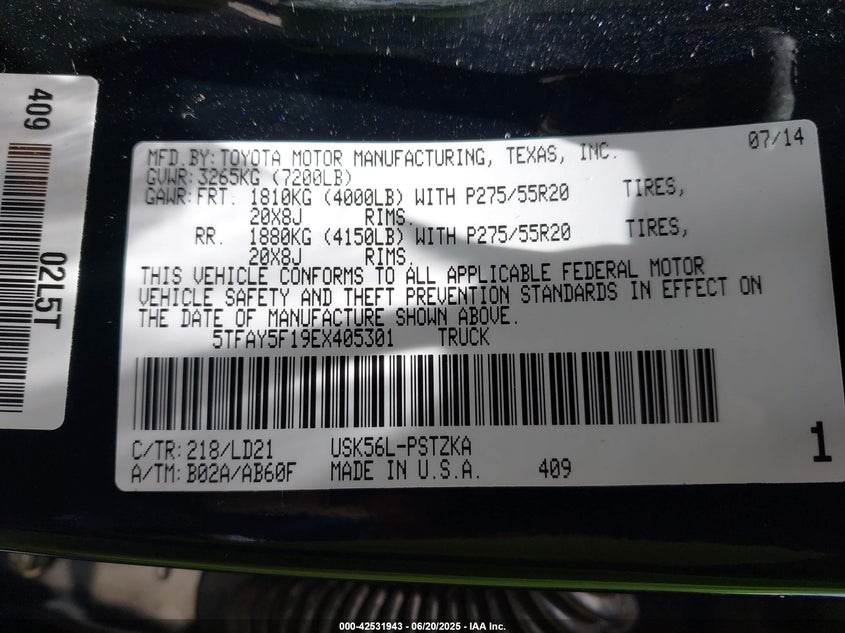 409
02L5T
07/14
MFD.BY:TOYOTA MOTOR MANUFACTURING, TEXAS, INC.
GVWR:3265KG (7200LB)
GAWR:FRT. 1810KG (4000LB) WITH P275/55R20 TIRES,
20X8J RIMS.
RR. 1880KG (4150LB) WITH P275/55R20 TIRES,
20X8J RIMS.
THIS VEHICLE CONFORMS TO ALL APPLICABLE FEDERAL MOTOR
VEHICLE SAFETY AND THEFT PREVENTION STANDARDS IN EFFECT ON
THE DATE OF MANUFACTURE SHOWN ABOVE.
5TFAY5F19EX405301 TRUCK
C/TR:218/LD21 USK56L-PSTZKA
A/TM:B02A/AB60F MADE IN U.S.A. 409
1
000-42531943 - 06/20/2025 - IAA Inc.